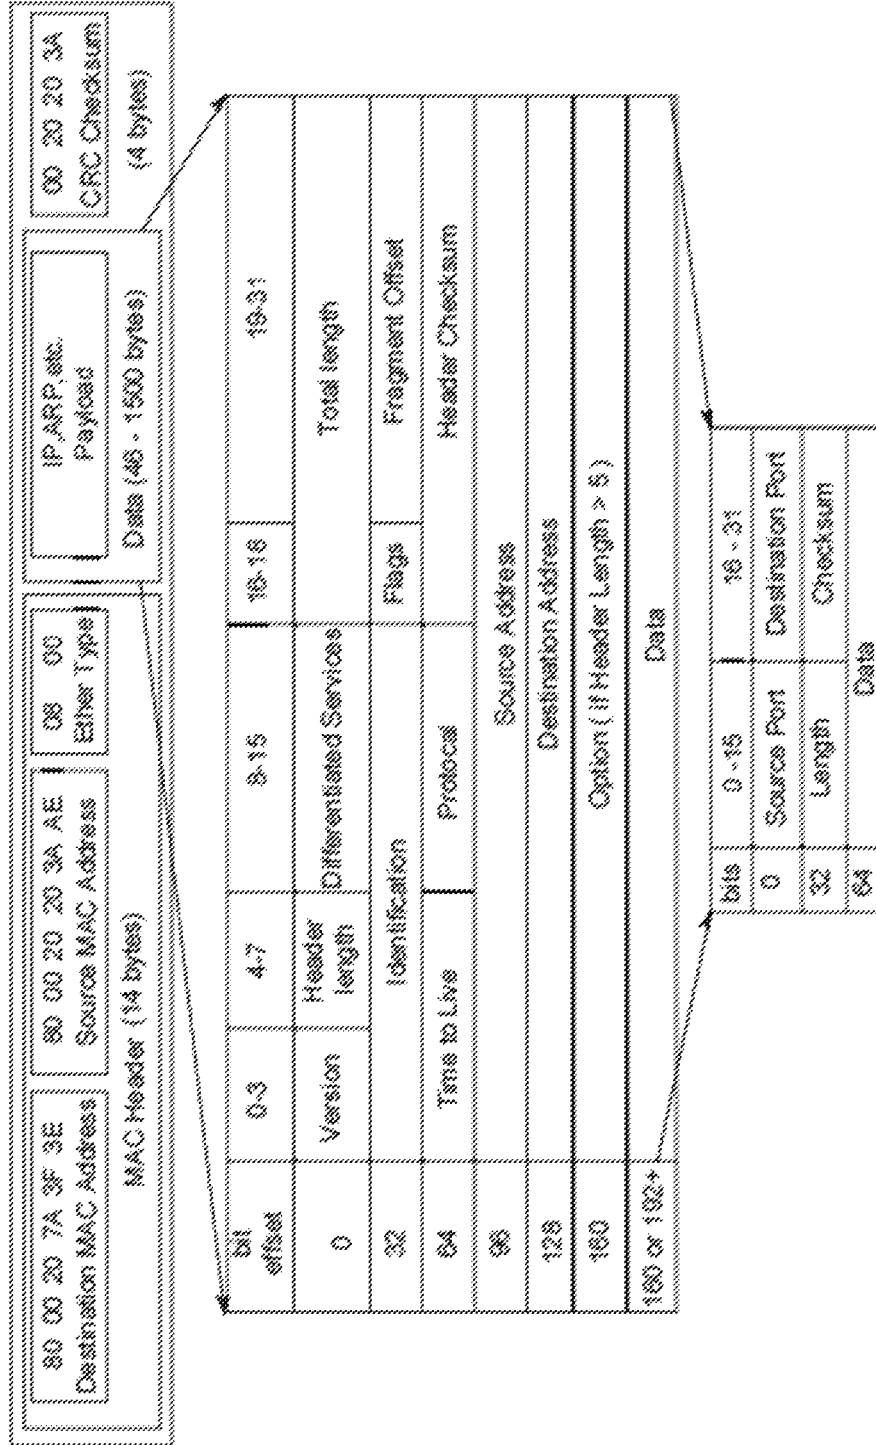 80 00 20 7A 3F 3E
Destination MAC Address
80 00 20 20 3A AE
Source MAC Address
08 00
Ether Type
MAC Header (14 bytes)
IP,ARP,etc.
Payload
Data (46 - 1500 bytes)
00 20 20 3A
CRC Checksum
(4 bytes)
bit offset 0-3 4-7 8-15 16-18 19-31
0 Version Header length Differentiated Services Total length
32 Identification Flags Fragment Offset
64 Time to Live Protocal Header Checksum
96 Source Address
128 Destination Address
160 Option ( if Header Length > 5 )
160 or 192+ Data
bits 0 -15 16 - 31
0 Source Port Destination Port
32 Length Checksum
64 Data